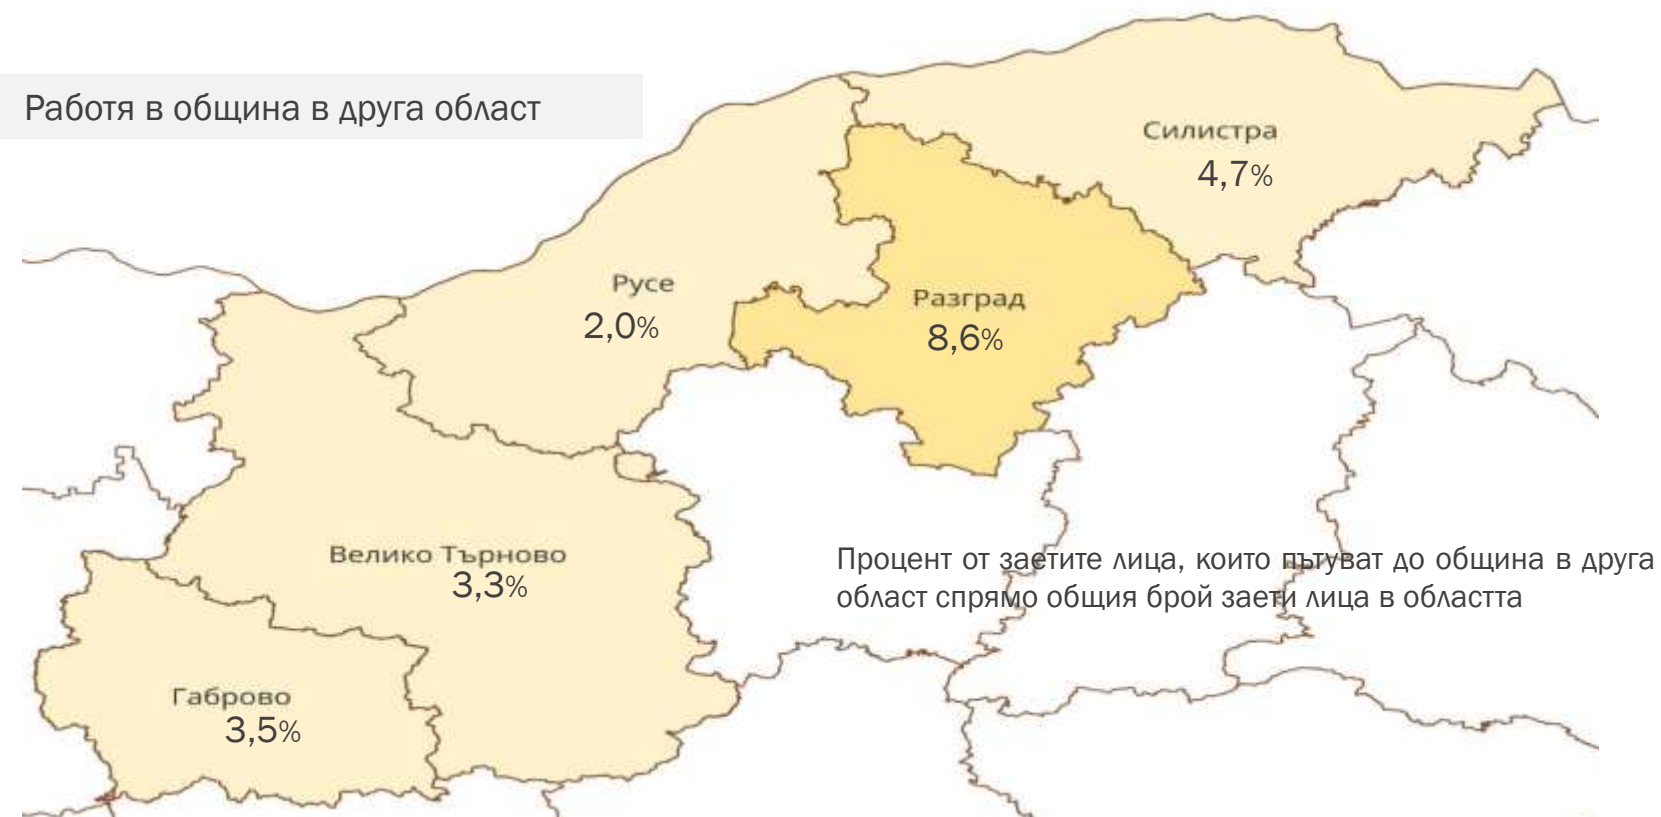 Работя в община в друга област
Силистра
4,7%
Русе
2,0%
Разград
8,6%
Велико Търново
3,3%
Процент от заетите лица, които пътуват до община в друга
област спрямо общия брой заети лица в областта
Габрово
3,5%